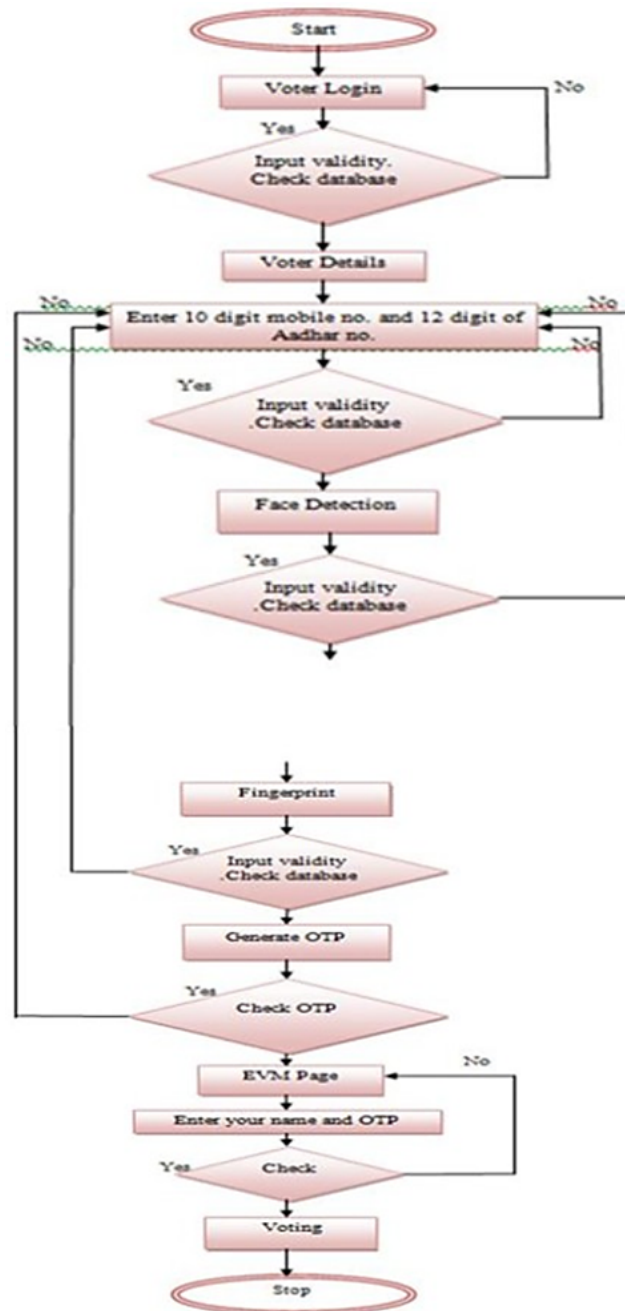 Start
Voter Login
No
Yes
Input validity.
Check database
Voter Details
No
No
Enter 10 digit mobile no. and 12 digit of
Aadhar no.
No
No
Yes
Input validity
.Check database
Face Detection
Yes
Input validity
.Check database
Fingerprint
Yes
Input validity
.Check database
Generate OTP
Yes
Check OTP
No
EVM Page
Enter your name and OTP
Yes
Check
Voting
Stop